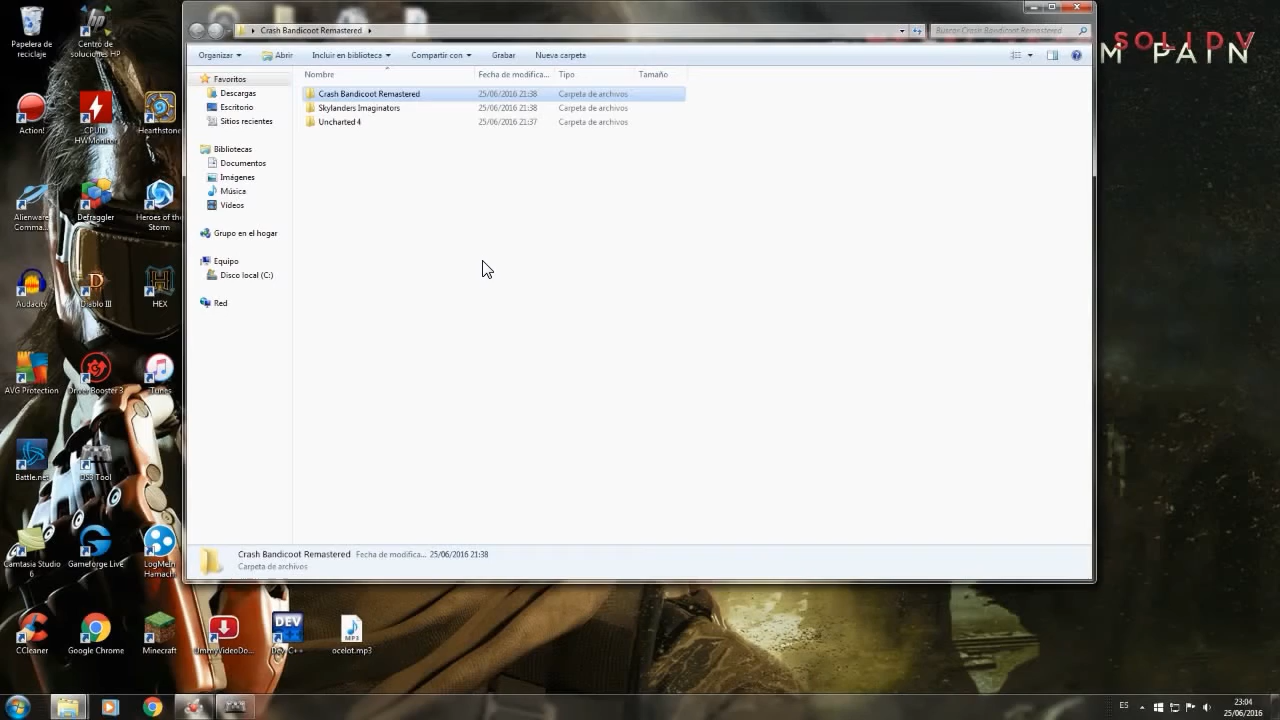 Crash Bandicoot Remastered
Buscar Crash Bandicoot Remastered
SOLID V
M PAIN
Organizar
Abrir
Incluir en biblioteca
Compartir con
Grabar
Nueva carpeta
Nombre
Fecha de modifica...
Tipo
Tamaño
Crash Bandicoot Remastered 25/06/2016 21:38 Carpeta de archivos
Skylanders Imaginators 25/06/2016 21:38 Carpeta de archivos
Uncharted 4 25/06/2016 21:37 Carpeta de archivos
Favoritos
Descargas
Escritorio
Sitios recientes
Bibliotecas
Documentos
Imágenes
Música
Vídeos
Grupo en el hogar
Equipo
Disco local (C:)
Red
Crash Bandicoot Remastered Fecha de modifica... 25/06/2016 21:38
Carpeta de archivos
Papelera de
reciclaje
Centro de
soluciones HP
Action!
CPUID
HWMonitor
Hearthstone
Alienware
Comma...
Defraggler
Heroes of the
Storm
Audacity
Diablo III
HEX
AVG Protection
Driver Booster 3
iTunes
Battle.net
DS3 Tool
Camtasia Studio
6
Gameforge Live
LogMeIn
Hamachi
CCleaner
Google Chrome
Minecraft
UmmyVideoDo...
DEV
Dev C++
MP3
ocelot.mp3
ES
23:04
25/06/2016